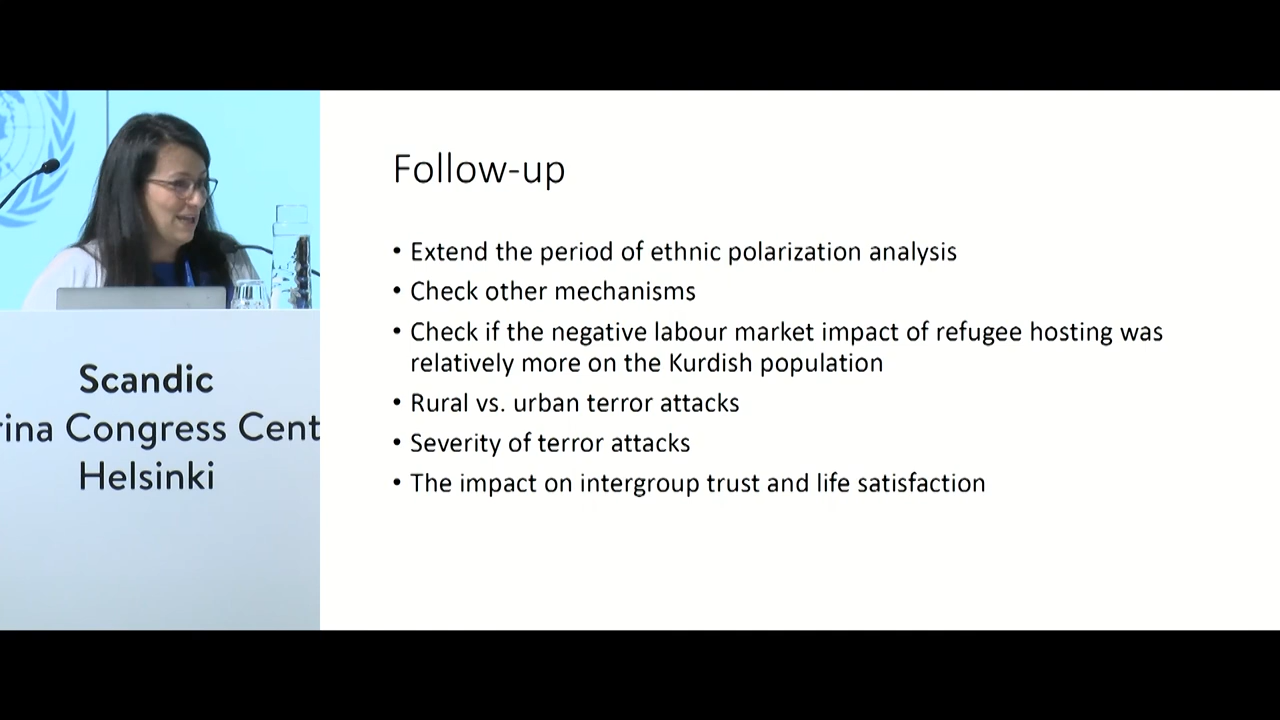 Follow-up
• Extend the period of ethnic polarization analysis
• Check other mechanisms
• Check if the negative labour market impact of refugee hosting was
relatively more on the Kurdish population
• Rural vs. urban terror attacks
• Severity of terror attacks
• The impact on intergroup trust and life satisfaction
Scandic
rina Congress Cent
Helsinki